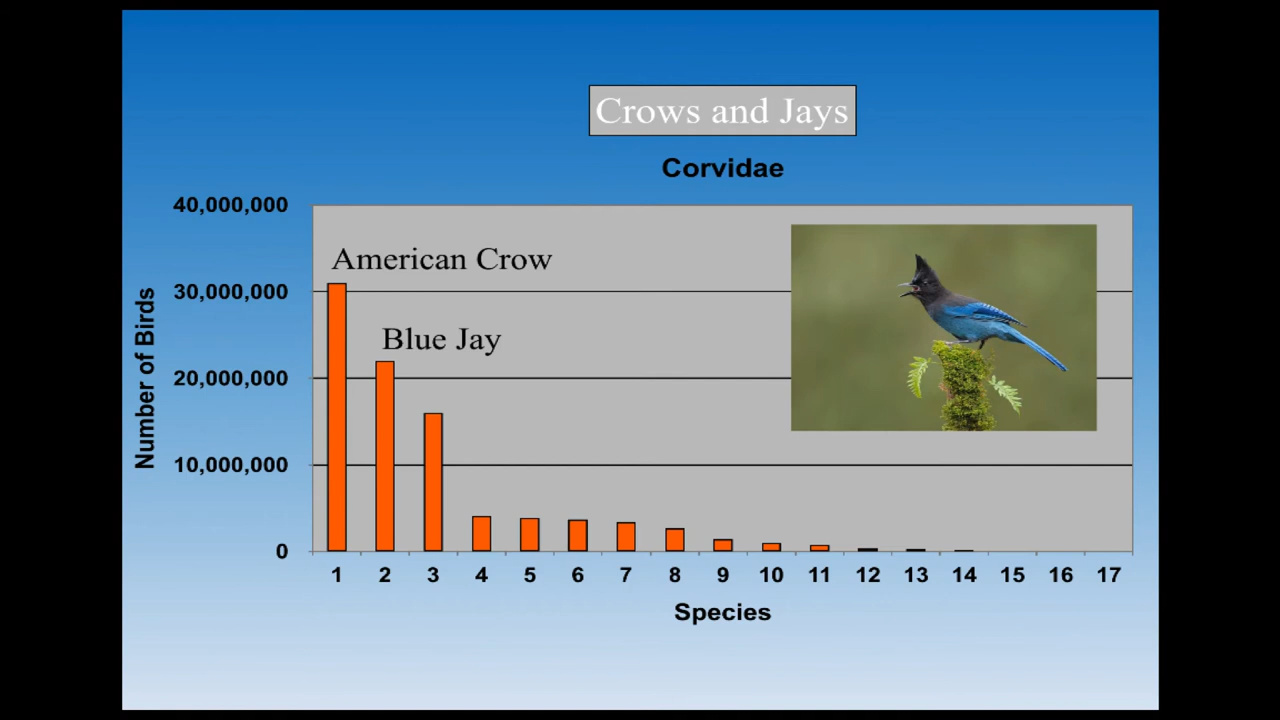 Crows and Jays
Corvidae
40,000,000
American Crow
30,000,000
Blue Jay
20,000,000
10,000,000
0
Number of Birds
1 2 3 4 5 6 7 8 9 10 11 12 13 14 15 16 17
Species